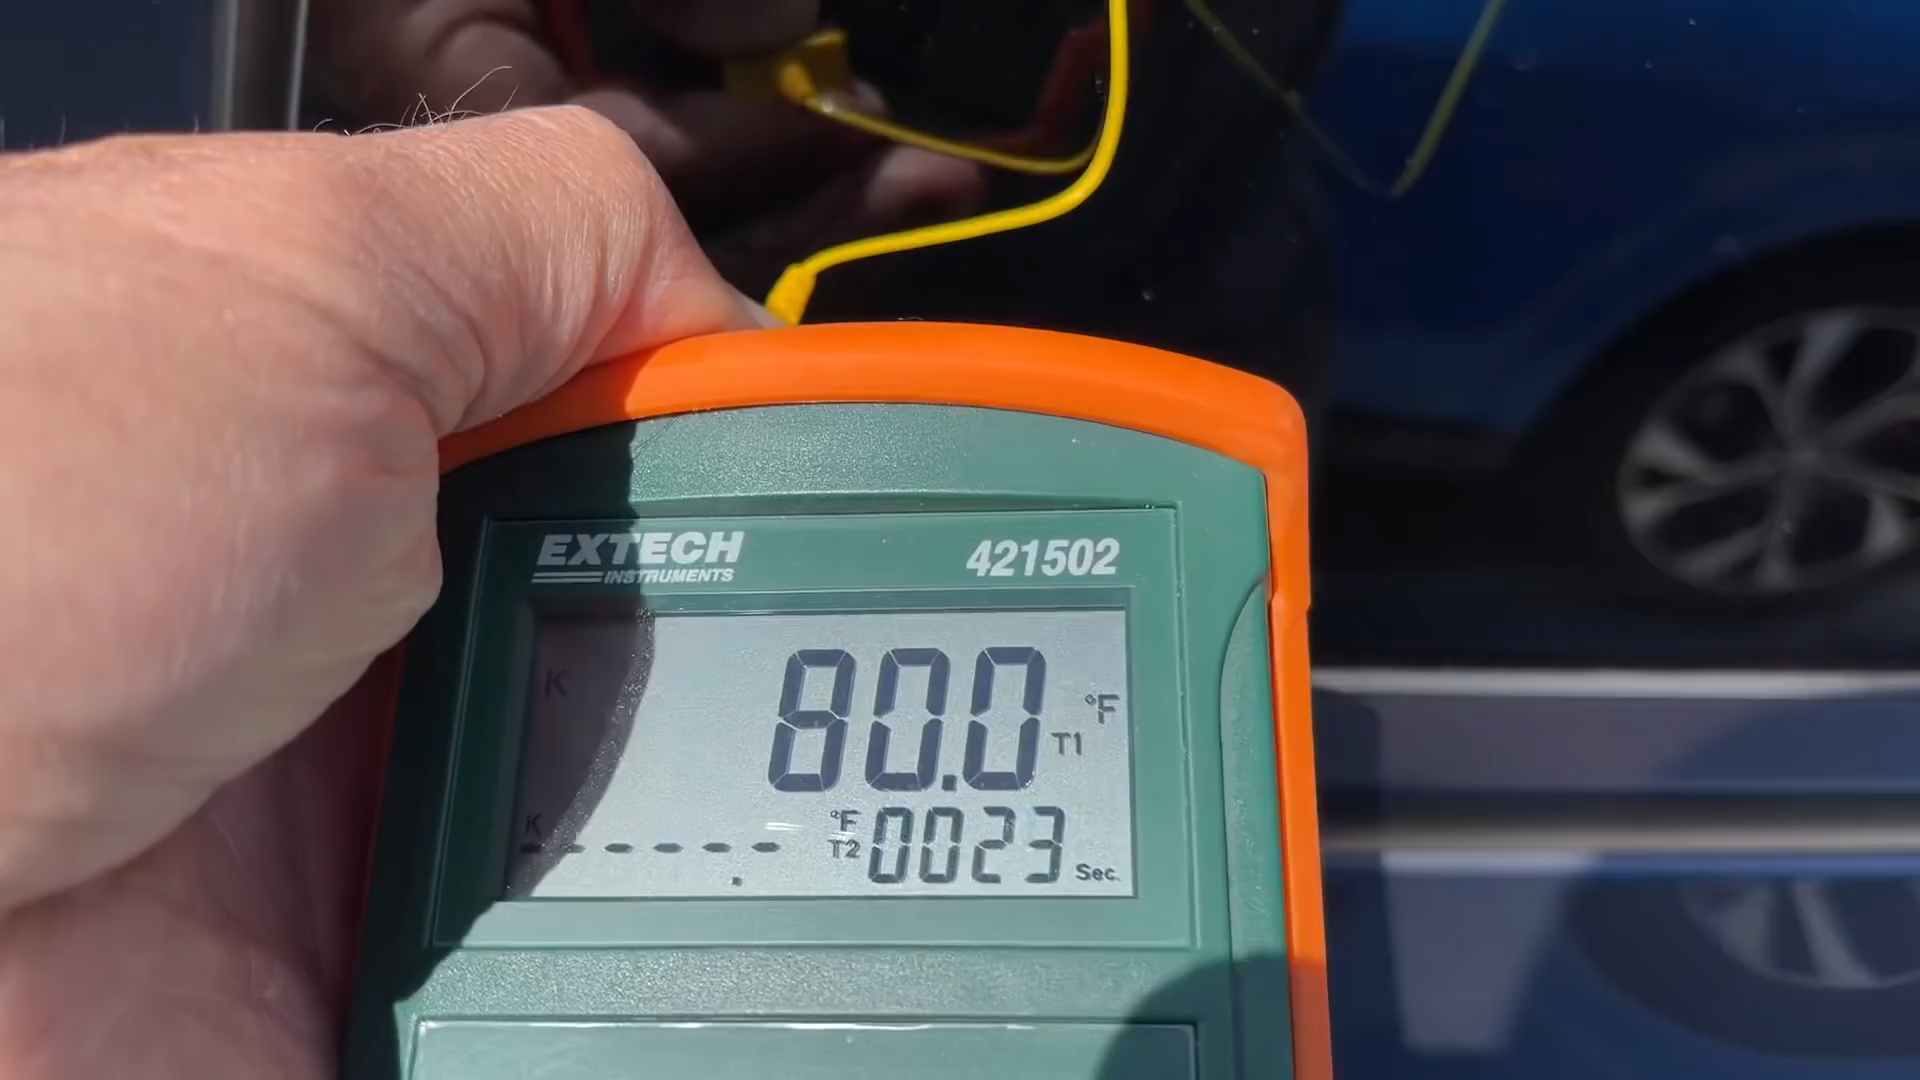 EXTECH 421502
INSTRUMENTS
K 80.0 °F
T1
K °F
-----.- T2 0023 Sec.